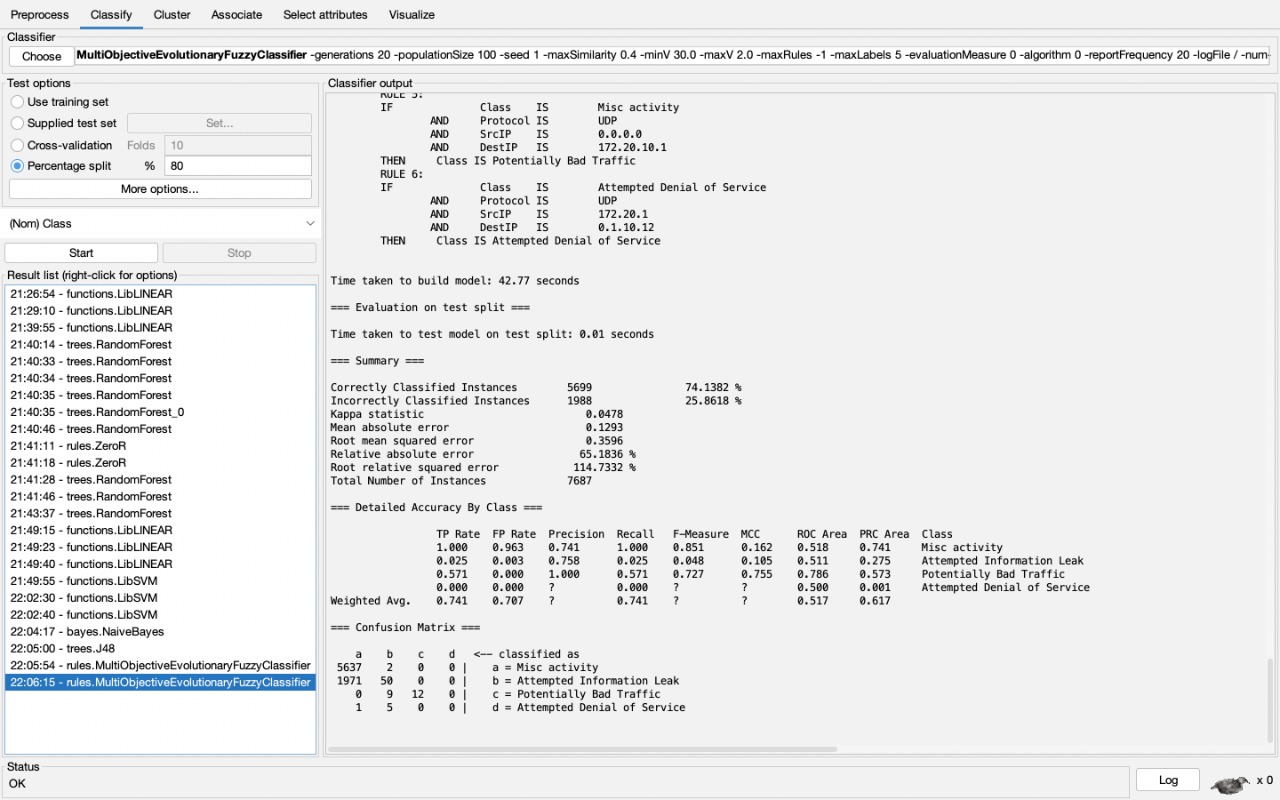 Preprocess Classify Cluster Associate Select attributes Visualize
Classifier
Choose MultiObjectiveEvolutionaryFuzzyClassifier -generations 20 -populationSize 100 -seed 1 -maxSimilarity 0.4 -minV 30.0 -maxV 2.0 -maxRules -1 -maxLabels 5 -evaluationMeasure 0 -algorithm 0 -reportFrequency 20 -logFile / -num-
Test options
Use training set
Supplied test set Set...
Cross-validation Folds 10
Percentage split % 80
More options...
(Nom) Class
Start Stop
Result list (right-click for options)
21:26:54 - functions.LibLINEAR
21:29:10 - functions.LibLINEAR
21:39:55 - functions.LibLINEAR
21:40:14 - trees.RandomForest
21:40:33 - trees.RandomForest
21:40:34 - trees.RandomForest
21:40:35 - trees.RandomForest
21:40:35 - trees.RandomForest_0
21:40:46 - trees.RandomForest
21:41:11 - rules.ZeroR
21:41:18 - rules.ZeroR
21:41:28 - trees.RandomForest
21:41:46 - trees.RandomForest
21:43:37 - trees.RandomForest
21:49:15 - functions.LibLINEAR
21:49:23 - functions.LibLINEAR
21:49:40 - functions.LibLINEAR
21:49:55 - functions.LibSVM
22:02:30 - functions.LibSVM
22:02:40 - functions.LibSVM
22:04:17 - bayes.NaiveBayes
22:05:00 - trees.J48
22:05:54 - rules.MultiObjectiveEvolutionaryFuzzyClassifier
22:06:15 - rules.MultiObjectiveEvolutionaryFuzzyClassifier
Classifier output
RULE 5:
IF Class IS Misc activity
AND Protocol IS UDP
AND SrcIP IS 0.0.0.0
AND DestIP IS 172.20.10.1
THEN Class IS Potentially Bad Traffic
RULE 6:
IF Class IS Attempted Denial of Service
AND Protocol IS UDP
AND SrcIP IS 172.20.1
AND DestIP IS 0.1.10.12
THEN Class IS Attempted Denial of Service
Time taken to build model: 42.77 seconds
=== Evaluation on test split ===
Time taken to test model on test split: 0.01 seconds
=== Summary ===
Correctly Classified Instances 5699 74.1382 %
Incorrectly Classified Instances 1988 25.8618 %
Kappa statistic 0.0478
Mean absolute error 0.1293
Root mean squared error 0.3596
Relative absolute error 65.1836 %
Root relative squared error 114.7332 %
Total Number of Instances 7687
=== Detailed Accuracy By Class ===
TP Rate FP Rate Precision Recall F-Measure MCC ROC Area PRC Area Class
1.000 0.963 0.741 1.000 0.851 0.162 0.518 0.741 Misc activity
0.025 0.003 0.758 0.025 0.048 0.105 0.511 0.275 Attempted Information Leak
0.571 0.000 1.000 0.571 0.727 0.755 0.786 0.573 Potentially Bad Traffic
0.000 0.000 ? 0.000 ? ? 0.500 0.001 Attempted Denial of Service
Weighted Avg. 0.741 0.707 ? 0.741 ? ? 0.517 0.617
=== Confusion Matrix ===
a b c d <-- classified as
5637 2 0 0 | a = Misc activity
1971 50 0 0 | b = Attempted Information Leak
0 9 12 0 | c = Potentially Bad Traffic
1 5 0 0 | d = Attempted Denial of Service
Status
OK
Log x 0